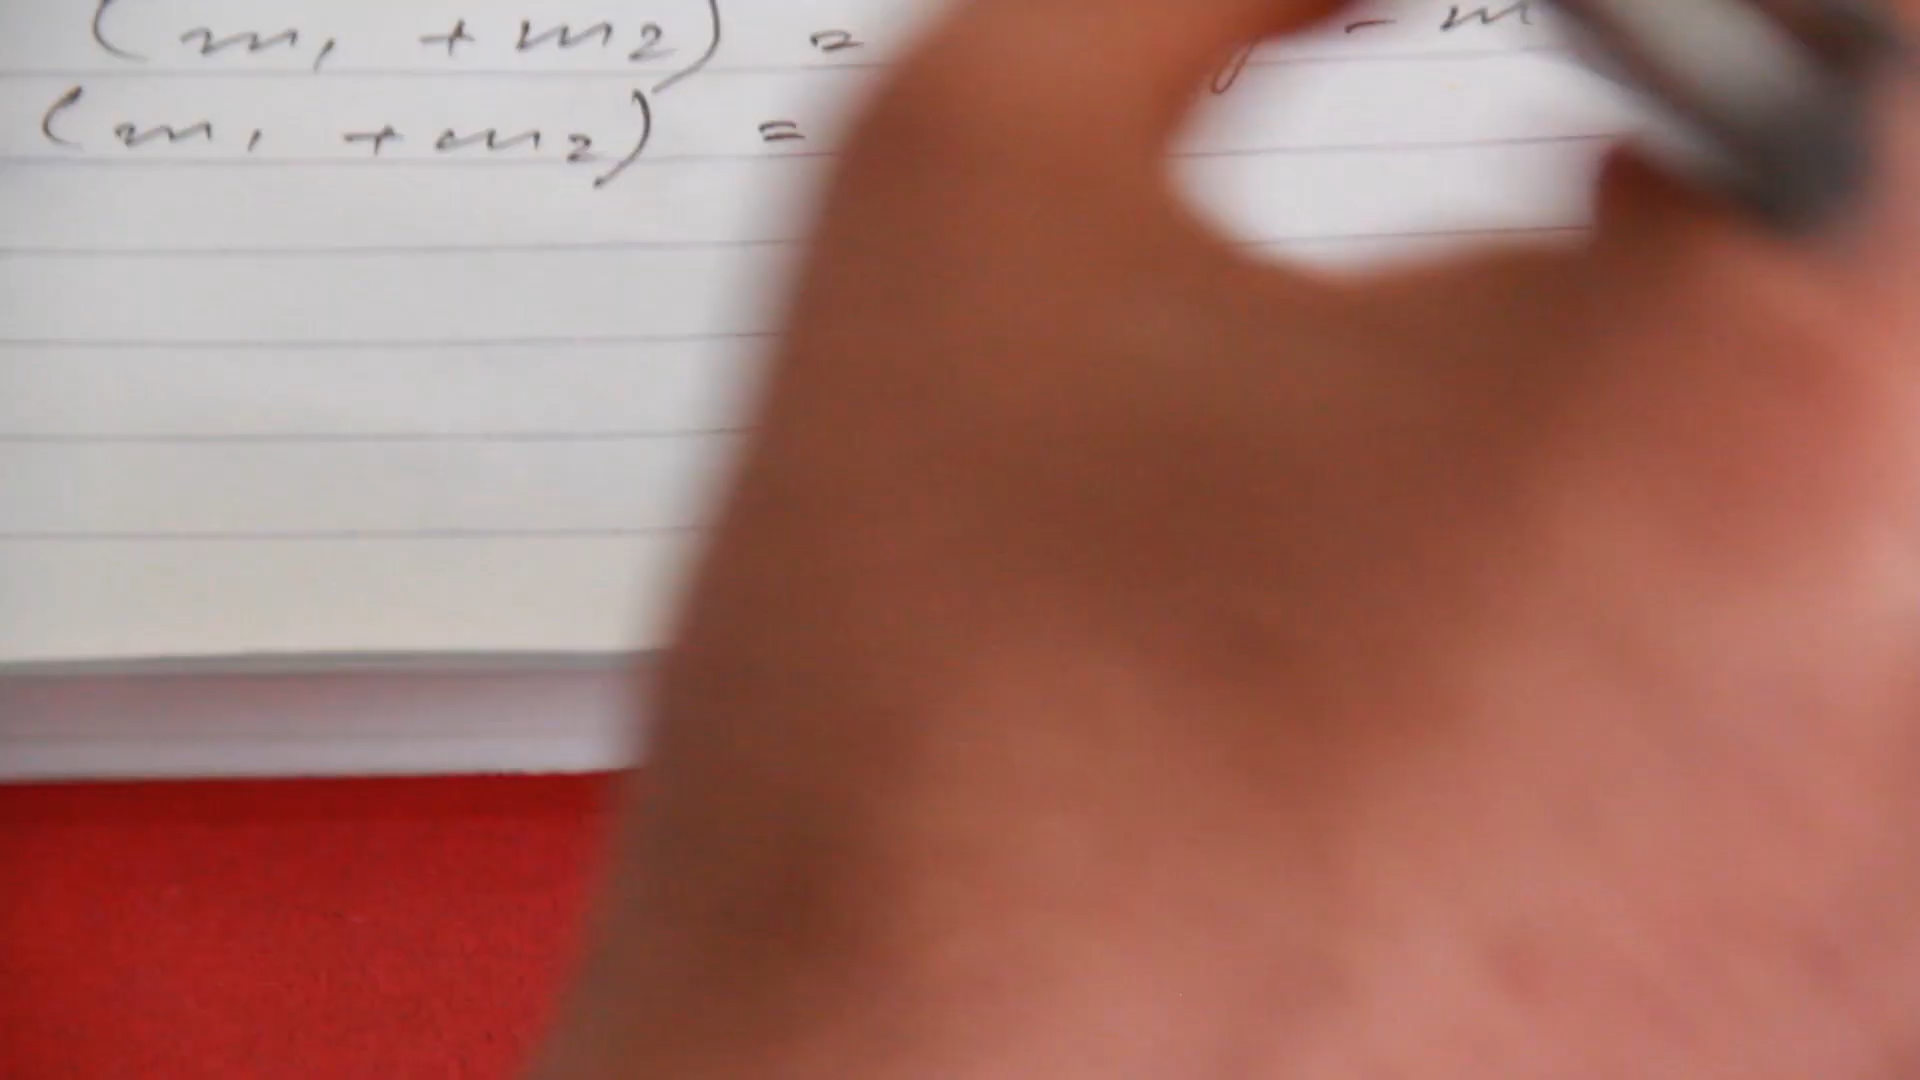 (m1 + m2) = - m
(m1 + m2) =